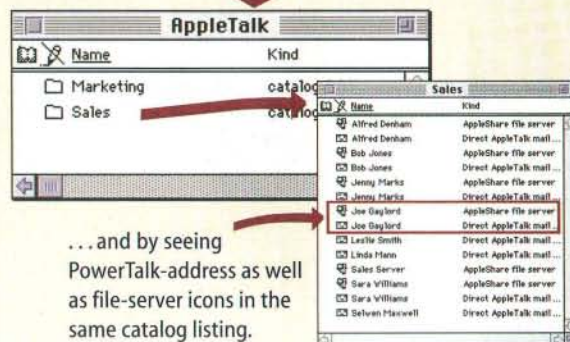 AppleTalk
Name Kind
Marketing catalog
Sales catalog
Sales
Name Kind
Alfred Denham AppleShare file server
Alfred Denham Direct AppleTalk mail ...
Bob Jones AppleShare file server
Bob Jones Direct AppleTalk mail ...
Jenny Marks AppleShare file server
Jenny Marks Direct AppleTalk mail ...
Joe Gaylord AppleShare file server
Joe Gaylord Direct AppleTalk mail ...
Leslie Smith Direct AppleTalk mail ...
Linda Mann Direct AppleTalk mail ...
Sales Server AppleShare file server
Sara Williams AppleShare file server
Sara Williams Direct AppleTalk mail ...
Selwen Maxwell Direct AppleTalk mail ...
...and by seeing
PowerTalk-address as well
as file-server icons in the
same catalog listing.